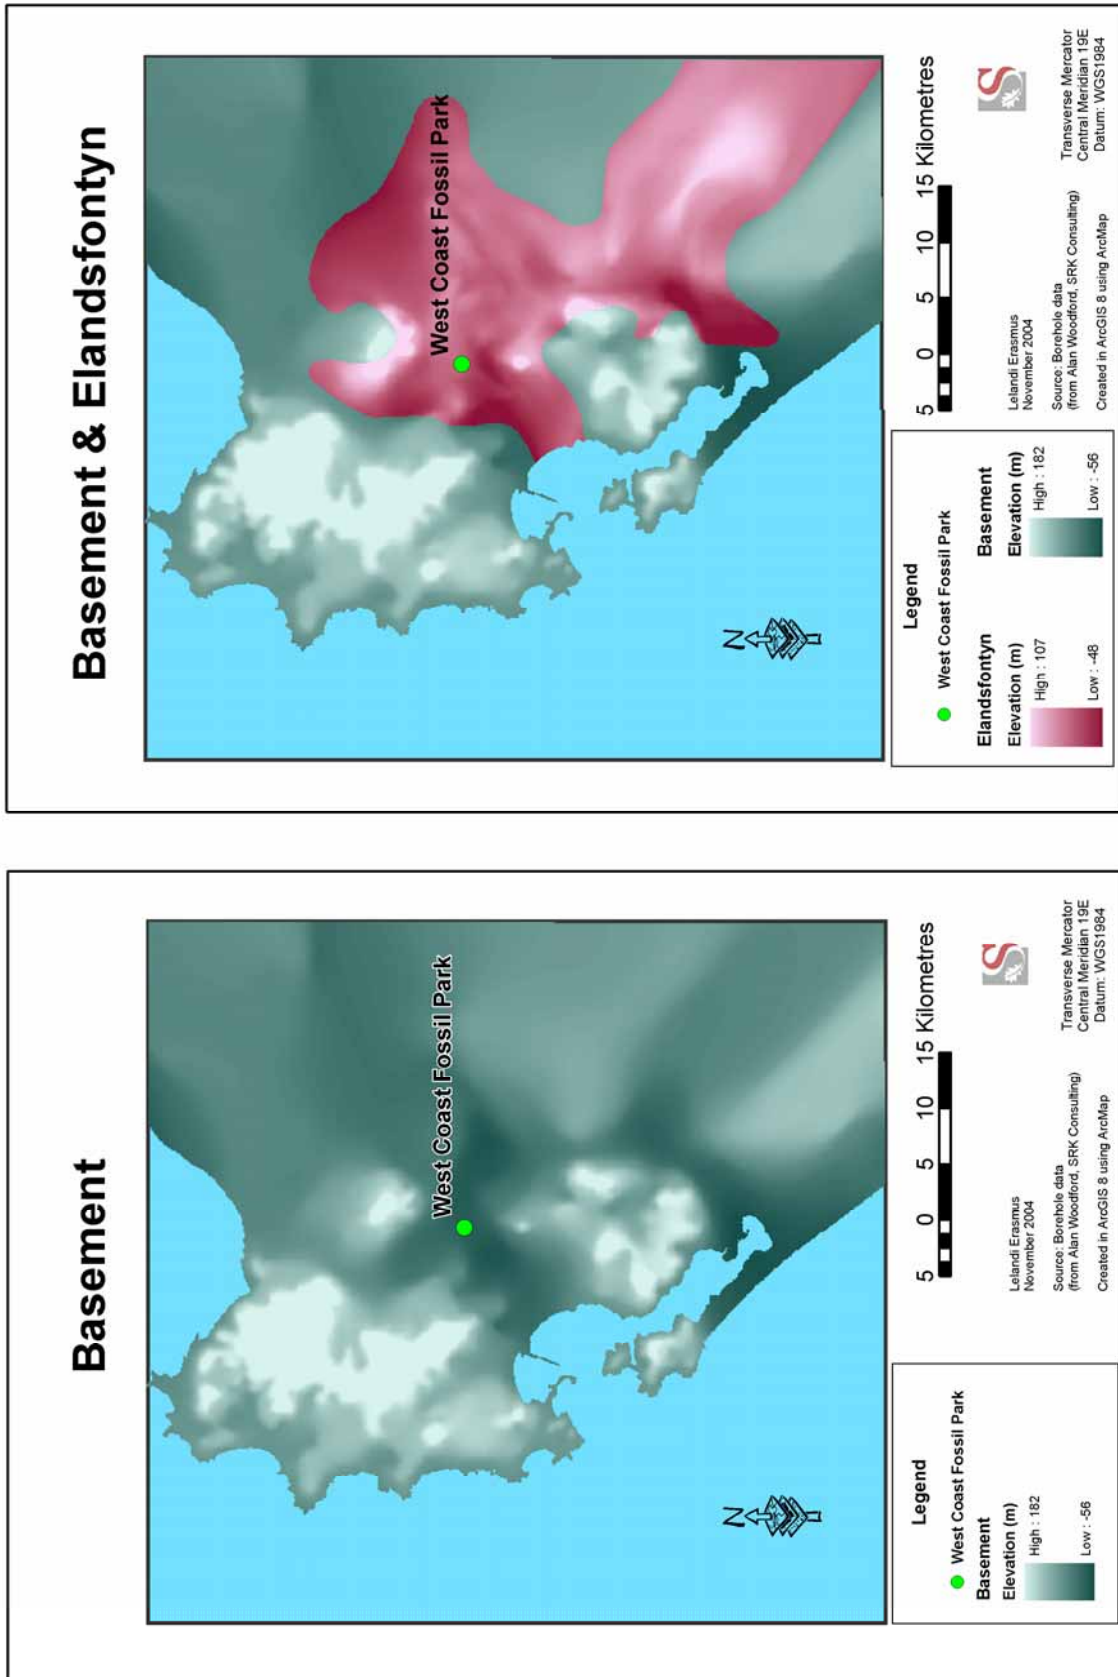 Basement
West Coast Fossil Park
N
Legend
West Coast Fossil Park
Basement
Elevation (m)
High : 182
Low : -56
5 0 5 10 15 Kilometres
Lelandi Erasmus
November 2004
Source: Borehole data
(from Alan Woodford, SRK Consulting)
Created in ArcGIS 8 using ArcMap
Transverse Mercator
Central Meridian 19E
Datum: WGS1984
Basement & Elandsfontyn
West Coast Fossil Park
N
Legend
West Coast Fossil Park
Elandsfontyn
Elevation (m)
High : 107
Low : -48
Basement
Elevation (m)
High : 182
Low : -56
5 0 5 10 15 Kilometres
Lelandi Erasmus
November 2004
Source: Borehole data
(from Alan Woodford, SRK Consulting)
Created in ArcGIS 8 using ArcMap
Transverse Mercator
Central Meridian 19E
Datum: WGS1984